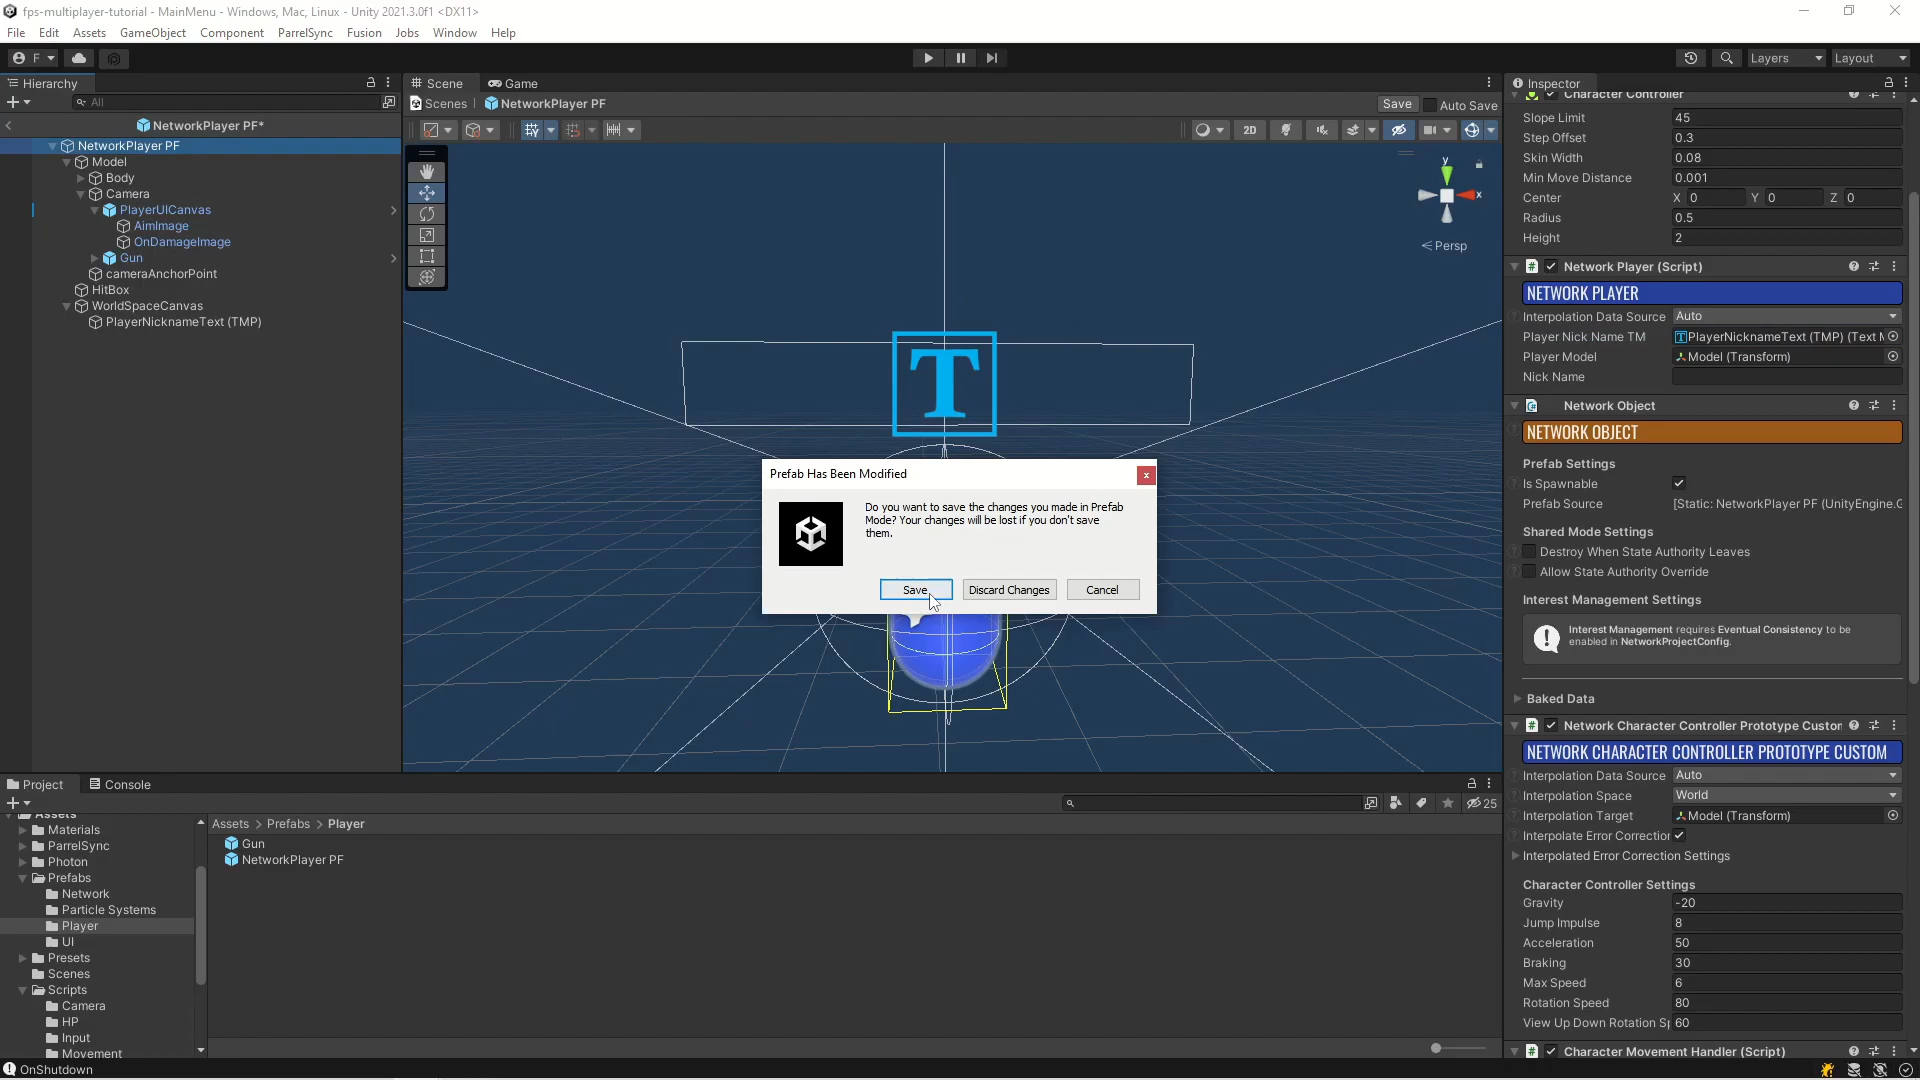 fps-multiplayer-tutorial - MainMenu - Windows, Mac, Linux - Unity 2021.3.0f1 <DX11>
File Edit Assets GameObject Component ParrelSync Fusion Jobs Window Help
F
Layers
Layout
Hierarchy
All
NetworkPlayer PF*
NetworkPlayer PF
Model
Body
Camera
PlayerUICanvas
AimImage
OnDamageImage
Gun
cameraAnchorPoint
HitBox
WorldSpaceCanvas
PlayerNicknameText (TMP)
Scene
Game
Scenes
NetworkPlayer PF
Save
Auto Save
2D
y
x
Persp
T
Prefab Has Been Modified
x
Do you want to save the changes you made in Prefab
Mode? Your changes will be lost if you don't save
them.
Save
Discard Changes
Cancel
Project
Console
25
Assets
Materials
ParrelSync
Photon
Prefabs
Network
Particle Systems
Player
UI
Presets
Scenes
Scripts
Camera
HP
Input
Movement
Assets > Prefabs > Player
Gun
NetworkPlayer PF
OnShutdown
Inspector
Character Controller
Slope Limit 45
Step Offset 0.3
Skin Width 0.08
Min Move Distance 0.001
Center X 0 Y 0 Z 0
Radius 0.5
Height 2
Network Player (Script)
NETWORK PLAYER
Interpolation Data Source Auto
Player Nick Name TM PlayerNicknameText (TMP) (Text M
Player Model Model (Transform)
Nick Name
Network Object
NETWORK OBJECT
Prefab Settings
Is Spawnable
Prefab Source [Static: NetworkPlayer PF (UnityEngine.G
Shared Mode Settings
Destroy When State Authority Leaves
Allow State Authority Override
Interest Management Settings
Interest Management requires Eventual Consistency to be
enabled in NetworkProjectConfig.
Baked Data
Network Character Controller Prototype Custom
NETWORK CHARACTER CONTROLLER PROTOTYPE CUSTOM
Interpolation Data Source Auto
Interpolation Space World
Interpolation Target Model (Transform)
Interpolate Error Correction
Interpolated Error Correction Settings
Character Controller Settings
Gravity -20
Jump Impulse 8
Acceleration 50
Braking 30
Max Speed 6
Rotation Speed 80
View Up Down Rotation Sp 60
Character Movement Handler (Script)